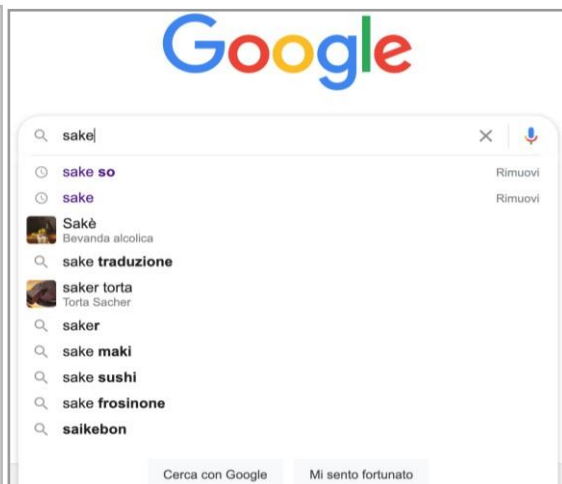 Google
sake
sake so Rimuovi
sake Rimuovi
Sakè
Bevanda alcolica
sake traduzione
saker torta
Torta Sacher
saker
sake maki
sake sushi
sake frosinone
saikebon
Cerca con Google Mi sento fortunato